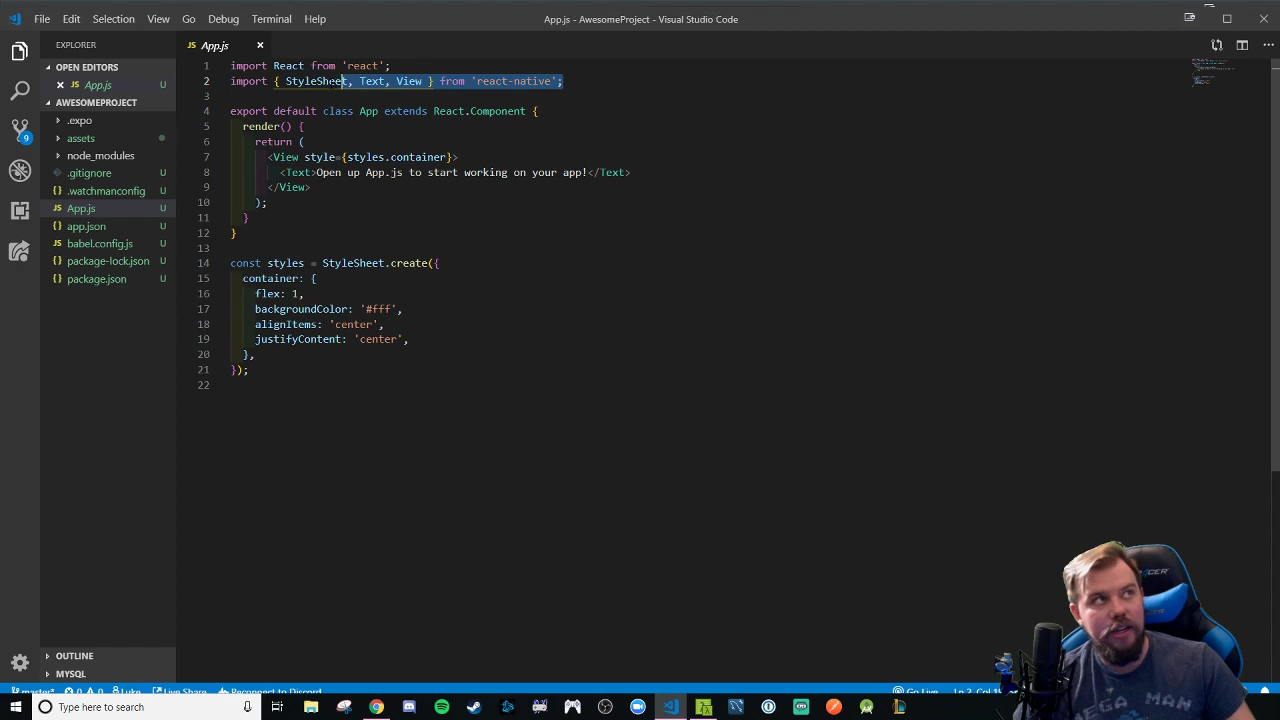 File Edit Selection View Go Debug Terminal Help
App.js - AwesomeProject - Visual Studio Code
EXPLORER
OPEN EDITORS
App.js U
AWESOMEPROJECT
.expo
assets
node_modules
.gitignore U
.watchmanconfig U
App.js U
app.json U
babel.config.js U
package-lock.json U
package.json U
OUTLINE
MYSQL
9
App.js
1 import React from 'react';
2 import { StyleSheet, Text, View } from 'react-native';
3
4 export default class App extends React.Component {
5 render() {
6 return (
7 <View style={styles.container}>
8 <Text>Open up App.js to start working on your app!</Text>
9 </View>
10 );
11 }
12 }
13
14 const styles = StyleSheet.create({
15 container: {
16 flex: 1,
17 backgroundColor: '#fff',
18 alignItems: 'center',
19 justifyContent: 'center',
20 },
21 });
22
master* 0 0 Luke Live Share Reconnect to Discord Go Live
Type here to search
MEGA MAN